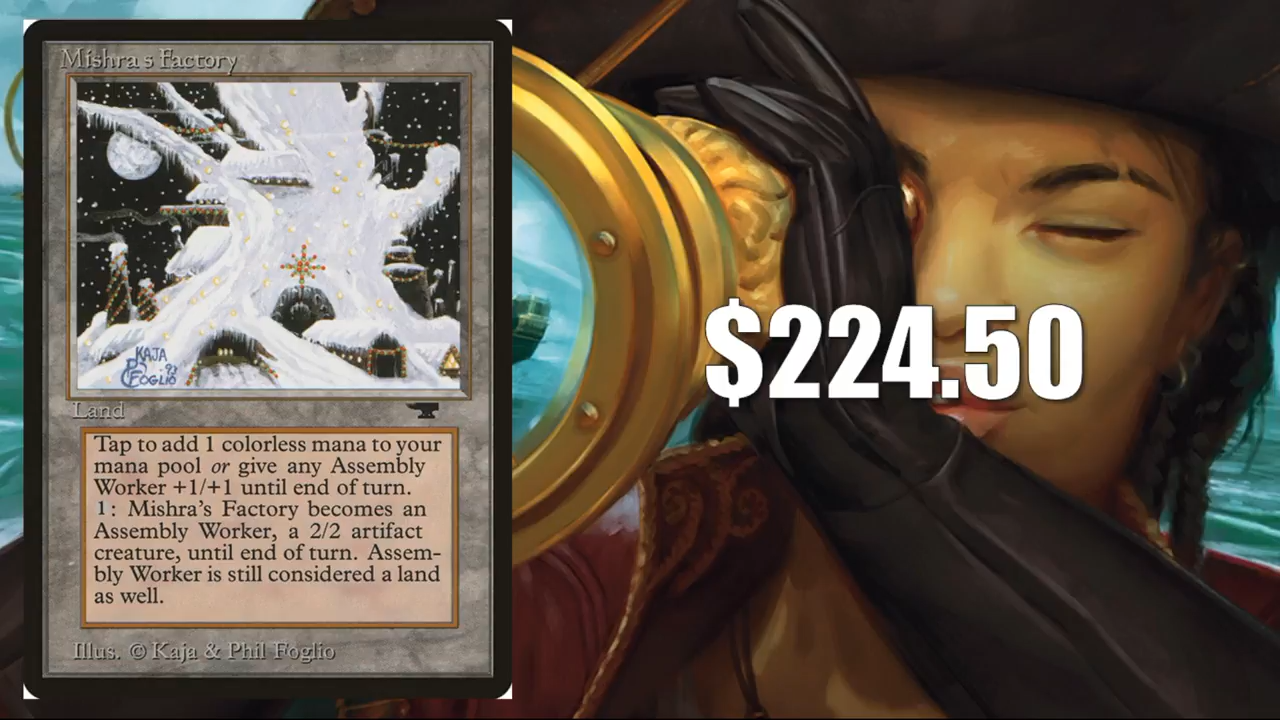 Mishra's Factory
KAJA
93
FOGLIO
Land
Tap to add 1 colorless mana to your
mana pool or give any Assembly
Worker +1/+1 until end of turn.
1: Mishra's Factory becomes an
Assembly Worker, a 2/2 artifact
creature, until end of turn. Assem-
bly Worker is still considered a land
as well.
Illus. © Kaja & Phil Foglio
$224.50